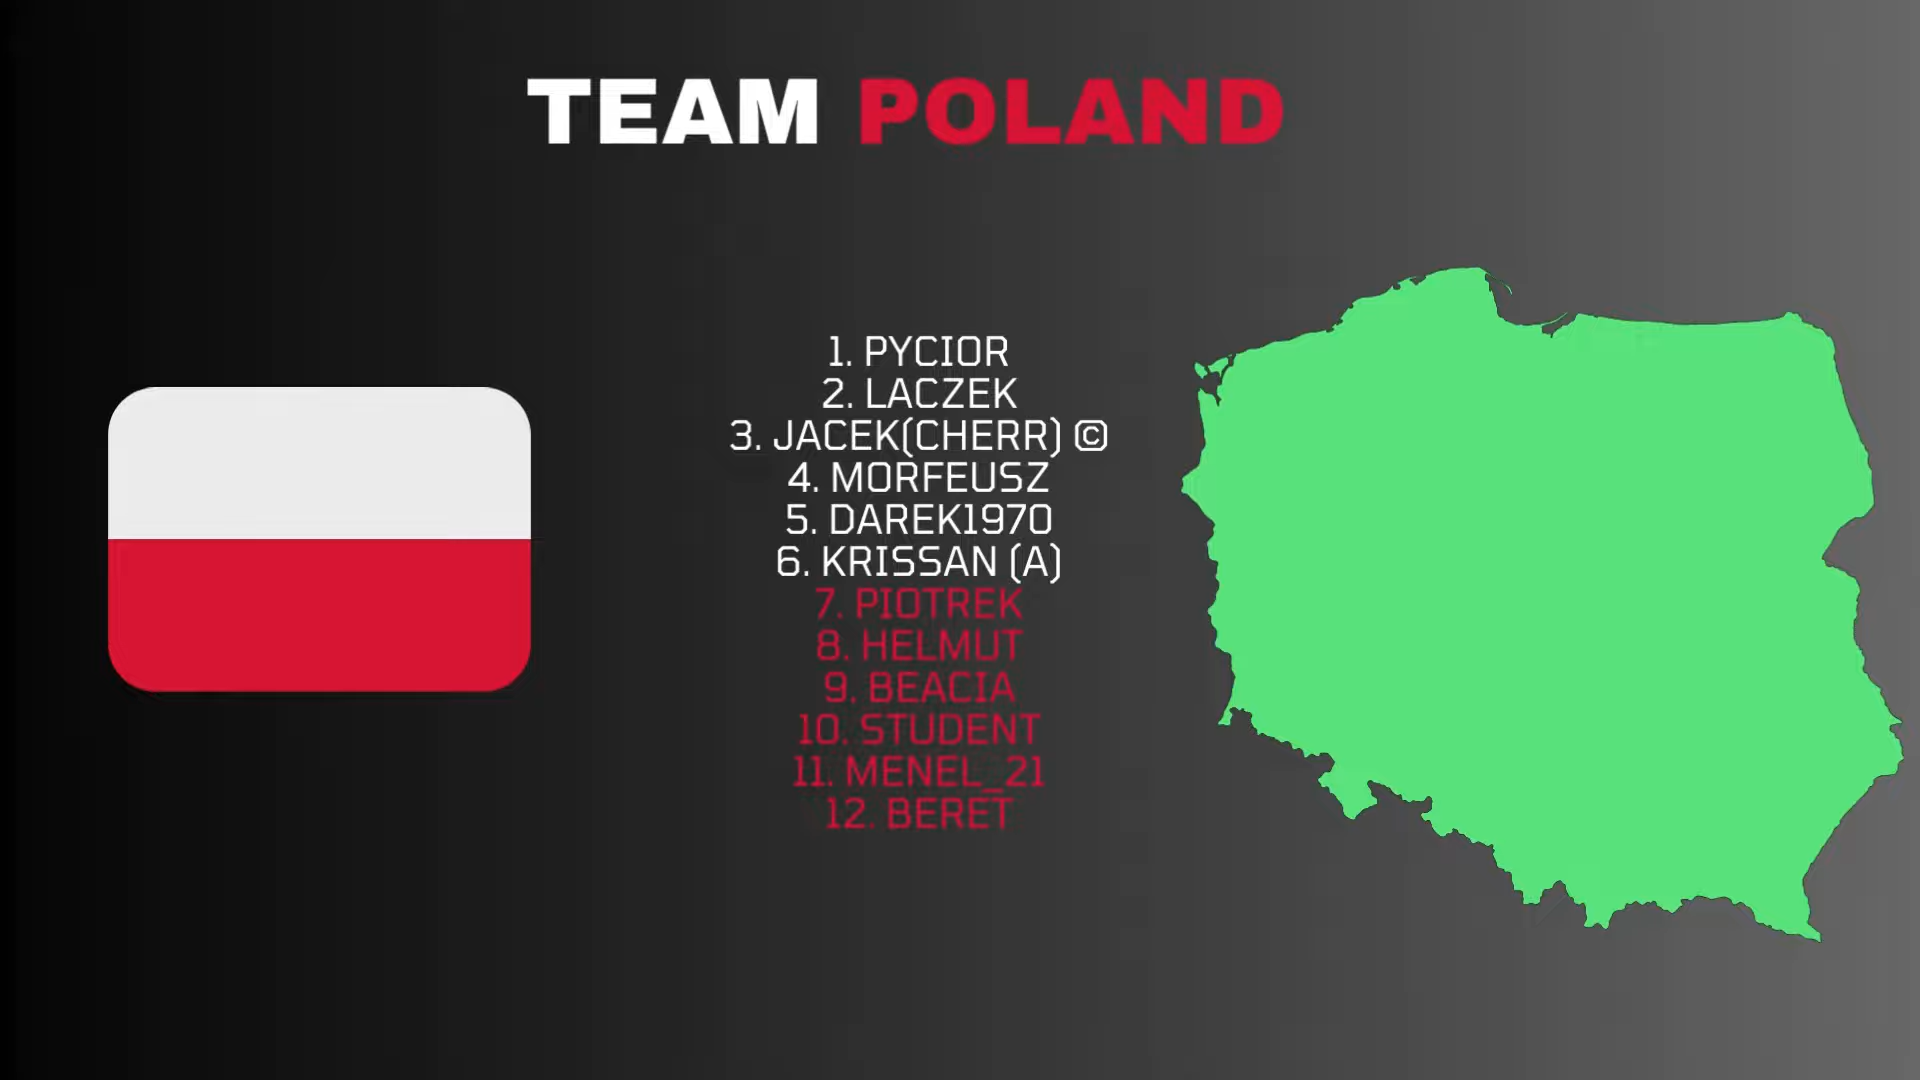 TEAM POLAND
1. PYCIOR
2. LACZEK
3. JACEK(CHERR) ©
4. MORFEUSZ
5. DAREK1970
6. KRISSAN (A)
7. PIOTREK
8. HELMUT
9. BEACIA
10. STUDENT
11. MENEL_21
12. BERET